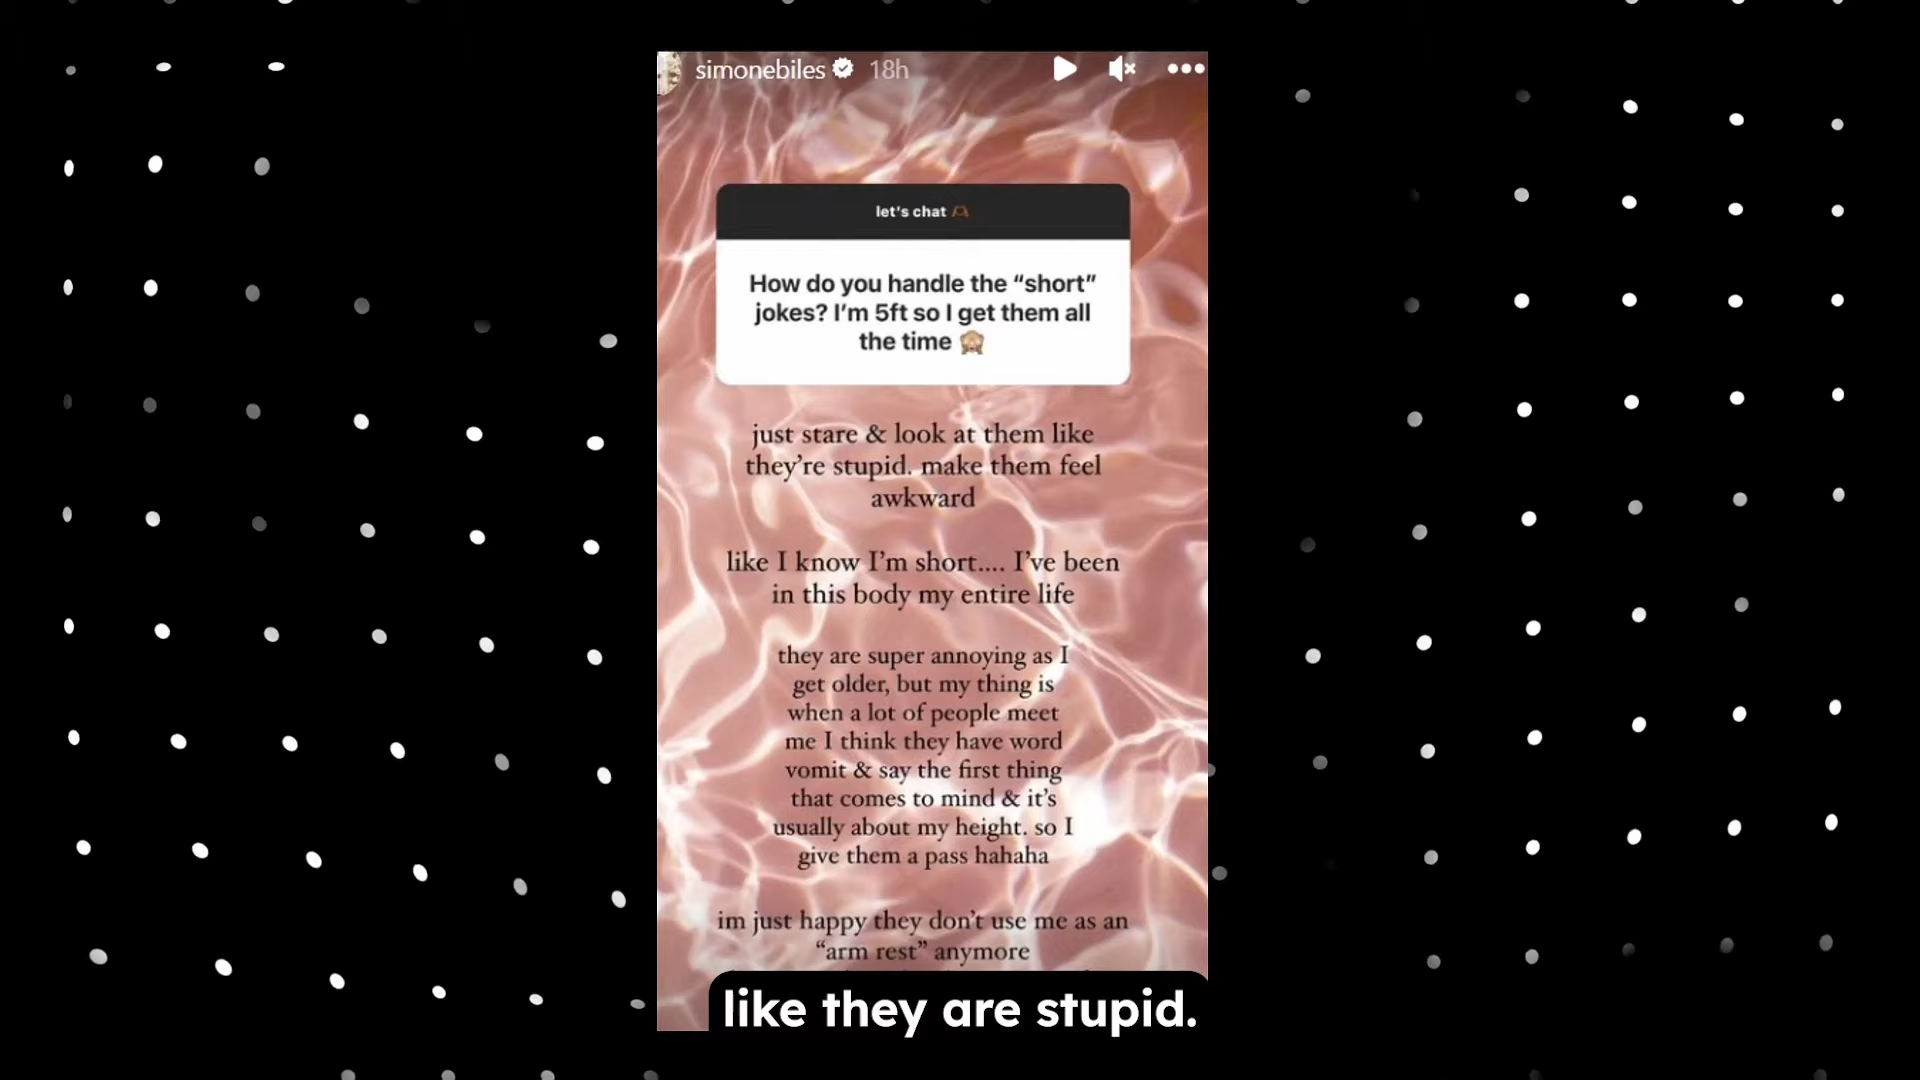 simonebiles 18h
let's chat
How do you handle the “short”
jokes? I’m 5ft so I get them all
the time
just stare & look at them like
they’re stupid. make them feel
awkward
like I know I’m short.... I’ve been
in this body my entire life
they are super annoying as I
get older, but my thing is
when a lot of people meet
me I think they have word
vomit & say the first thing
that comes to mind & it’s
usually about my height. so I
give them a pass hahaha
im just happy they don’t use me as an
“arm rest” anymore
like they are stupid.